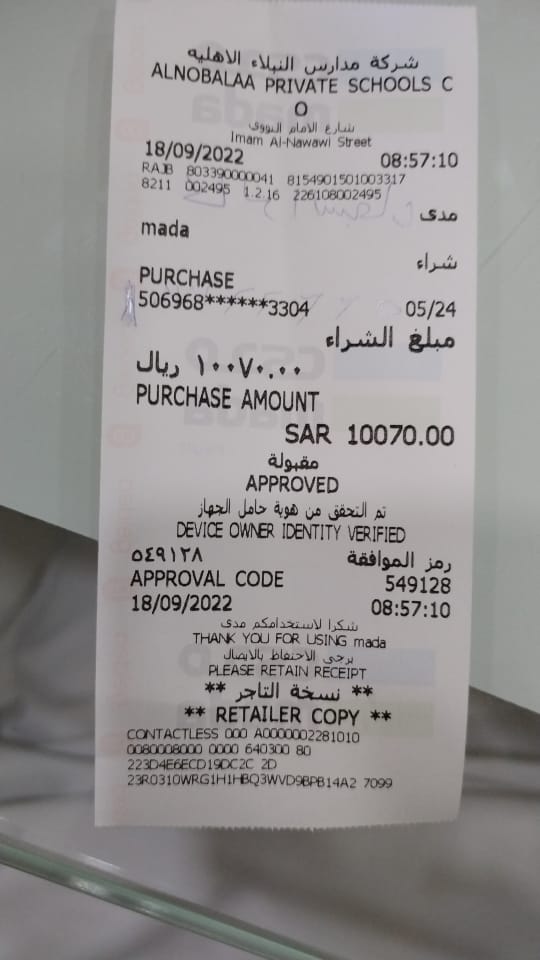 شركة مدارس النبلاء الاهليه
ALNOBALAA PRIVATE SCHOOLS C
O
شارع الامام النووي
Imam Al-Nawawi Street
18/09/2022 08:57:10
RAJB 803390000041 8154901501003317
8211 002495 1.2.16 226108002495
مدى
mada
شراء
PURCHASE
506968******3304 05/24
مبلغ الشراء
١٠٠٧٠.٠٠ ريال
PURCHASE AMOUNT
SAR 10070.00
مقبولة
APPROVED
تم التحقق من هوية حامل الجهاز
DEVICE OWNER IDENTITY VERIFIED
رمز الموافقة ٥٤٩١٢٨
APPROVAL CODE 549128
18/09/2022 08:57:10
شكرا لاستخدامكم مدى
THANK YOU FOR USING mada
يرجى الاحتفاظ بالايصال
PLEASE RETAIN RECEIPT
** نسخة التاجر **
** RETAILER COPY **
CONTACTLESS 000 A0000002281010
0080008000 0000 640300 80
223D4E6ECD19DC2C 2D
23R0310WRG1H1HBQ3WVD9BPB14A2 7099